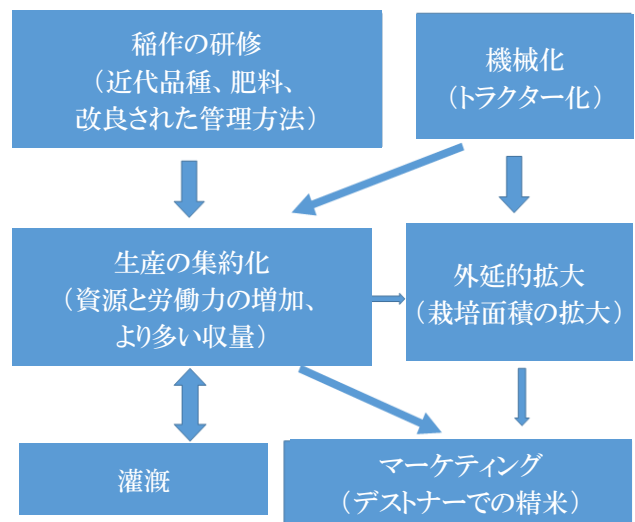 稲作の研修
（近代品種、肥料、
改良された管理方法）
機械化
（トラクター化）
生産の集約化
（資源と労働力の増加、
より多い収量）
外延的拡大
（栽培面積の拡大）
灌漑
マーケティング
（デストナーでの精米）